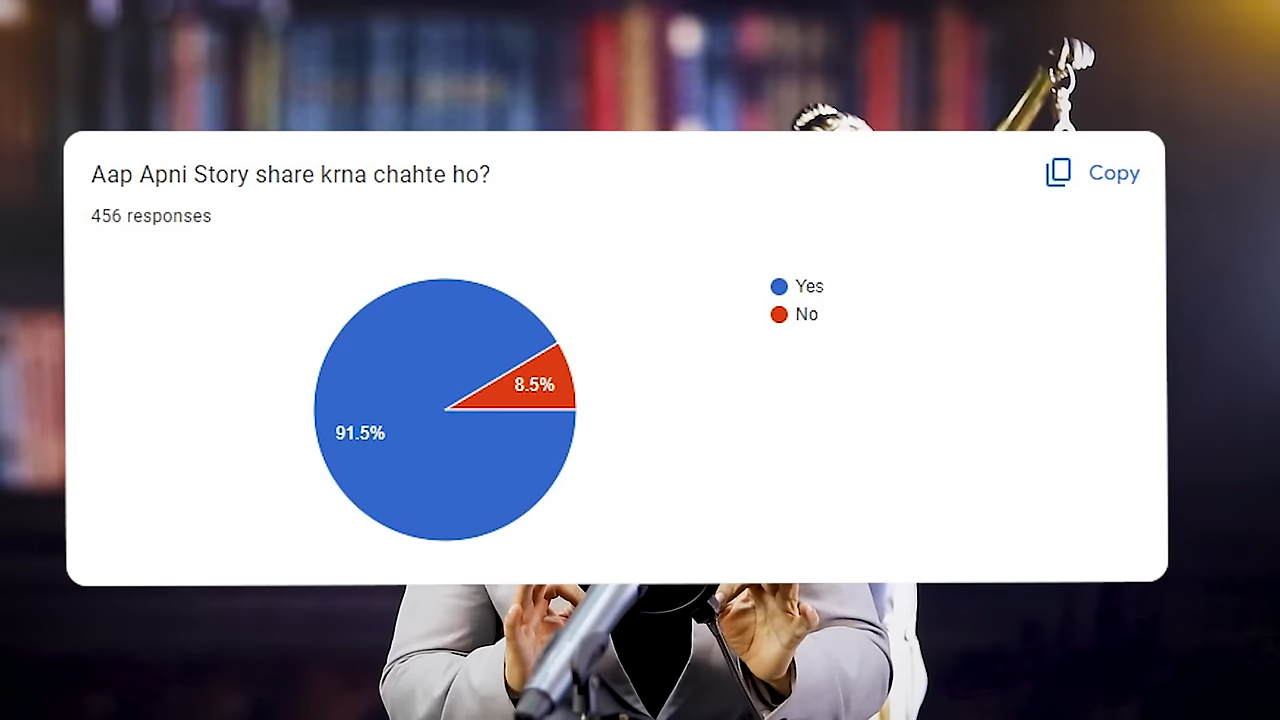 Aap Apni Story share krna chahte ho?
Copy
456 responses
Yes
No
8.5%
91.5%